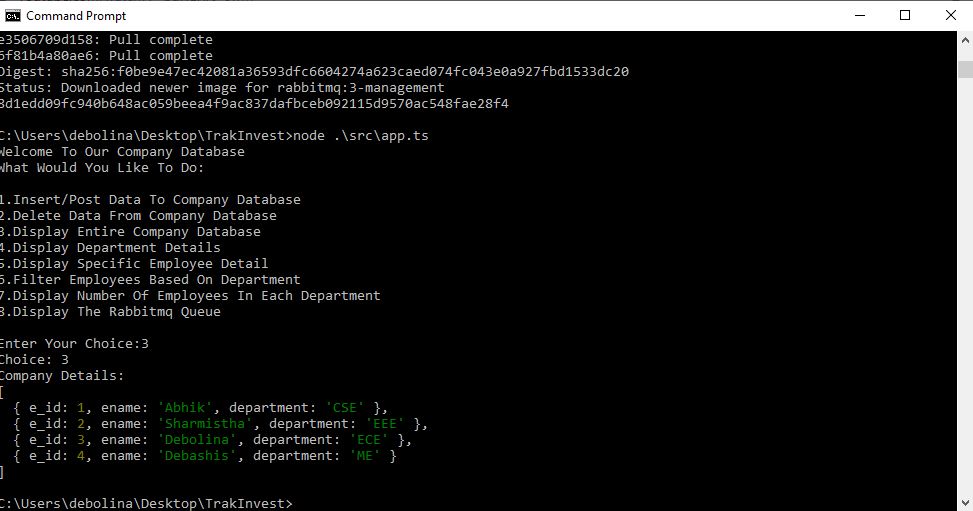 Command Prompt
e3506709d158: Pull complete
6f81b4a80ae6: Pull complete
Digest: sha256:f0be9e47ec42081a36593dfc6604274a623caed074fc043e0a927fbd1533dc20
Status: Downloaded newer image for rabbitmq:3-management
8d1edd09fc940b648ac059beea4f9ac837dafbceb092115d9570ac548fae28f4
C:\Users\debolina\Desktop\TrakInvest>node .\src\app.ts
Welcome To Our Company Database
What Would You Like To Do:
1.Insert/Post Data To Company Database
2.Delete Data From Company Database
3.Display Entire Company Database
4.Display Department Details
5.Display Specific Employee Detail
6.Filter Employees Based On Department
7.Display Number Of Employees In Each Department
8.Display The Rabbitmq Queue
Enter Your Choice:3
Choice: 3
Company Details:
[
  { e_id: 1, ename: 'Abhik', department: 'CSE' },
  { e_id: 2, ename: 'Sharmistha', department: 'EEE' },
  { e_id: 3, ename: 'Debolina', department: 'ECE' },
  { e_id: 4, ename: 'Debashis', department: 'ME' }
]
C:\Users\debolina\Desktop\TrakInvest>